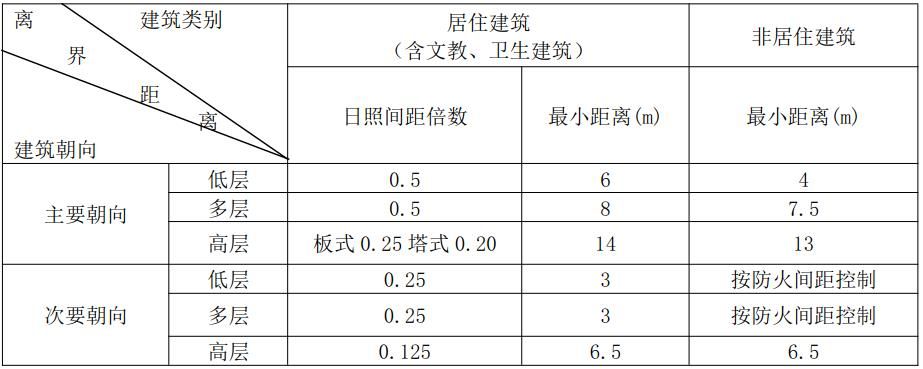 离 建筑类别
界
距
离
建筑朝向
居住建筑
（含文教、卫生建筑）
非居住建筑
日照间距倍数 最小距离(m) 最小距离(m)
主要朝向
低层 0.5 6 4
多层 0.5 8 7.5
高层 板式 0.25 塔式 0.20 14 13
次要朝向
低层 0.25 3 按防火间距控制
多层 0.25 3 按防火间距控制
高层 0.125 6.5 6.5